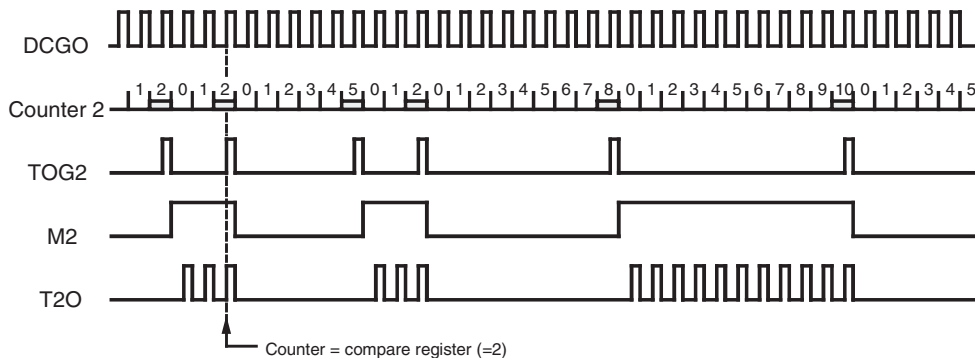 DCGO
Counter 2
1 2 0 1 2 0 1 2 3 4 5 0 1 2 0 1 2 3 4 5 6 7 8 0 1 2 3 4 5 6 7 8 9 10 0 1 2 3 4 5
TOG2
M2
T2O
Counter = compare register (=2)